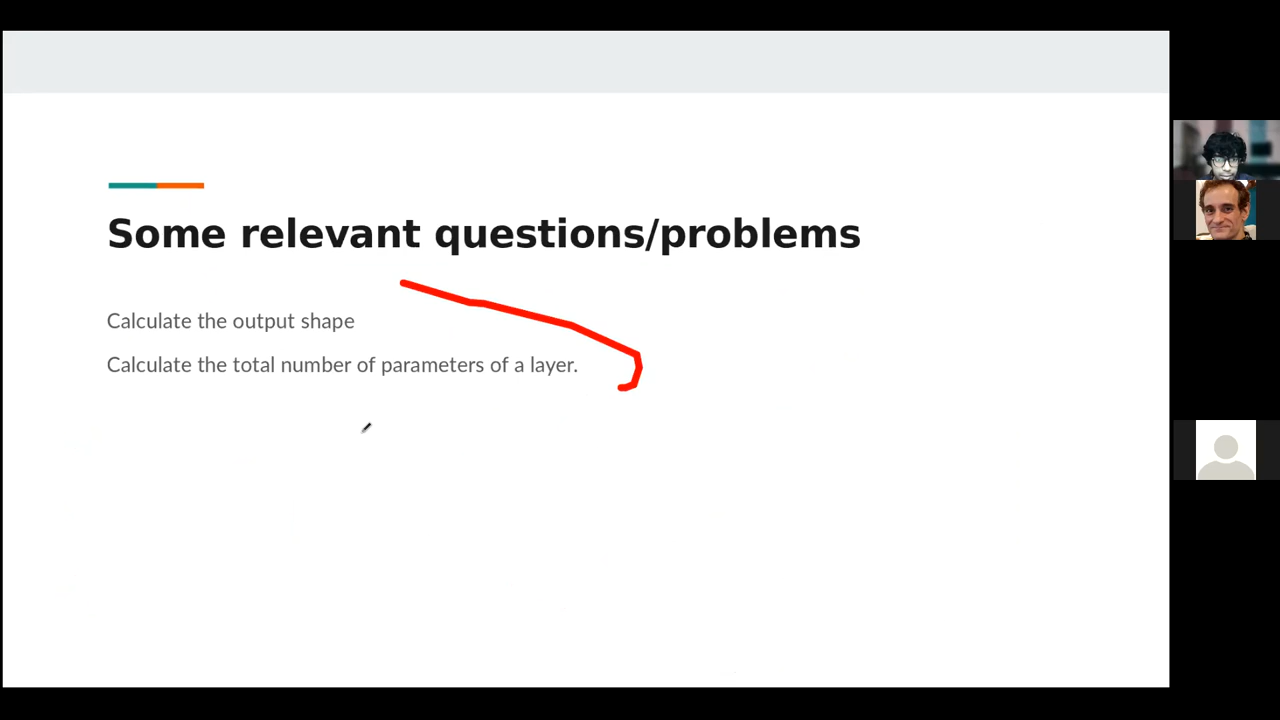 Some relevant questions/problems
Calculate the output shape
Calculate the total number of parameters of a layer.